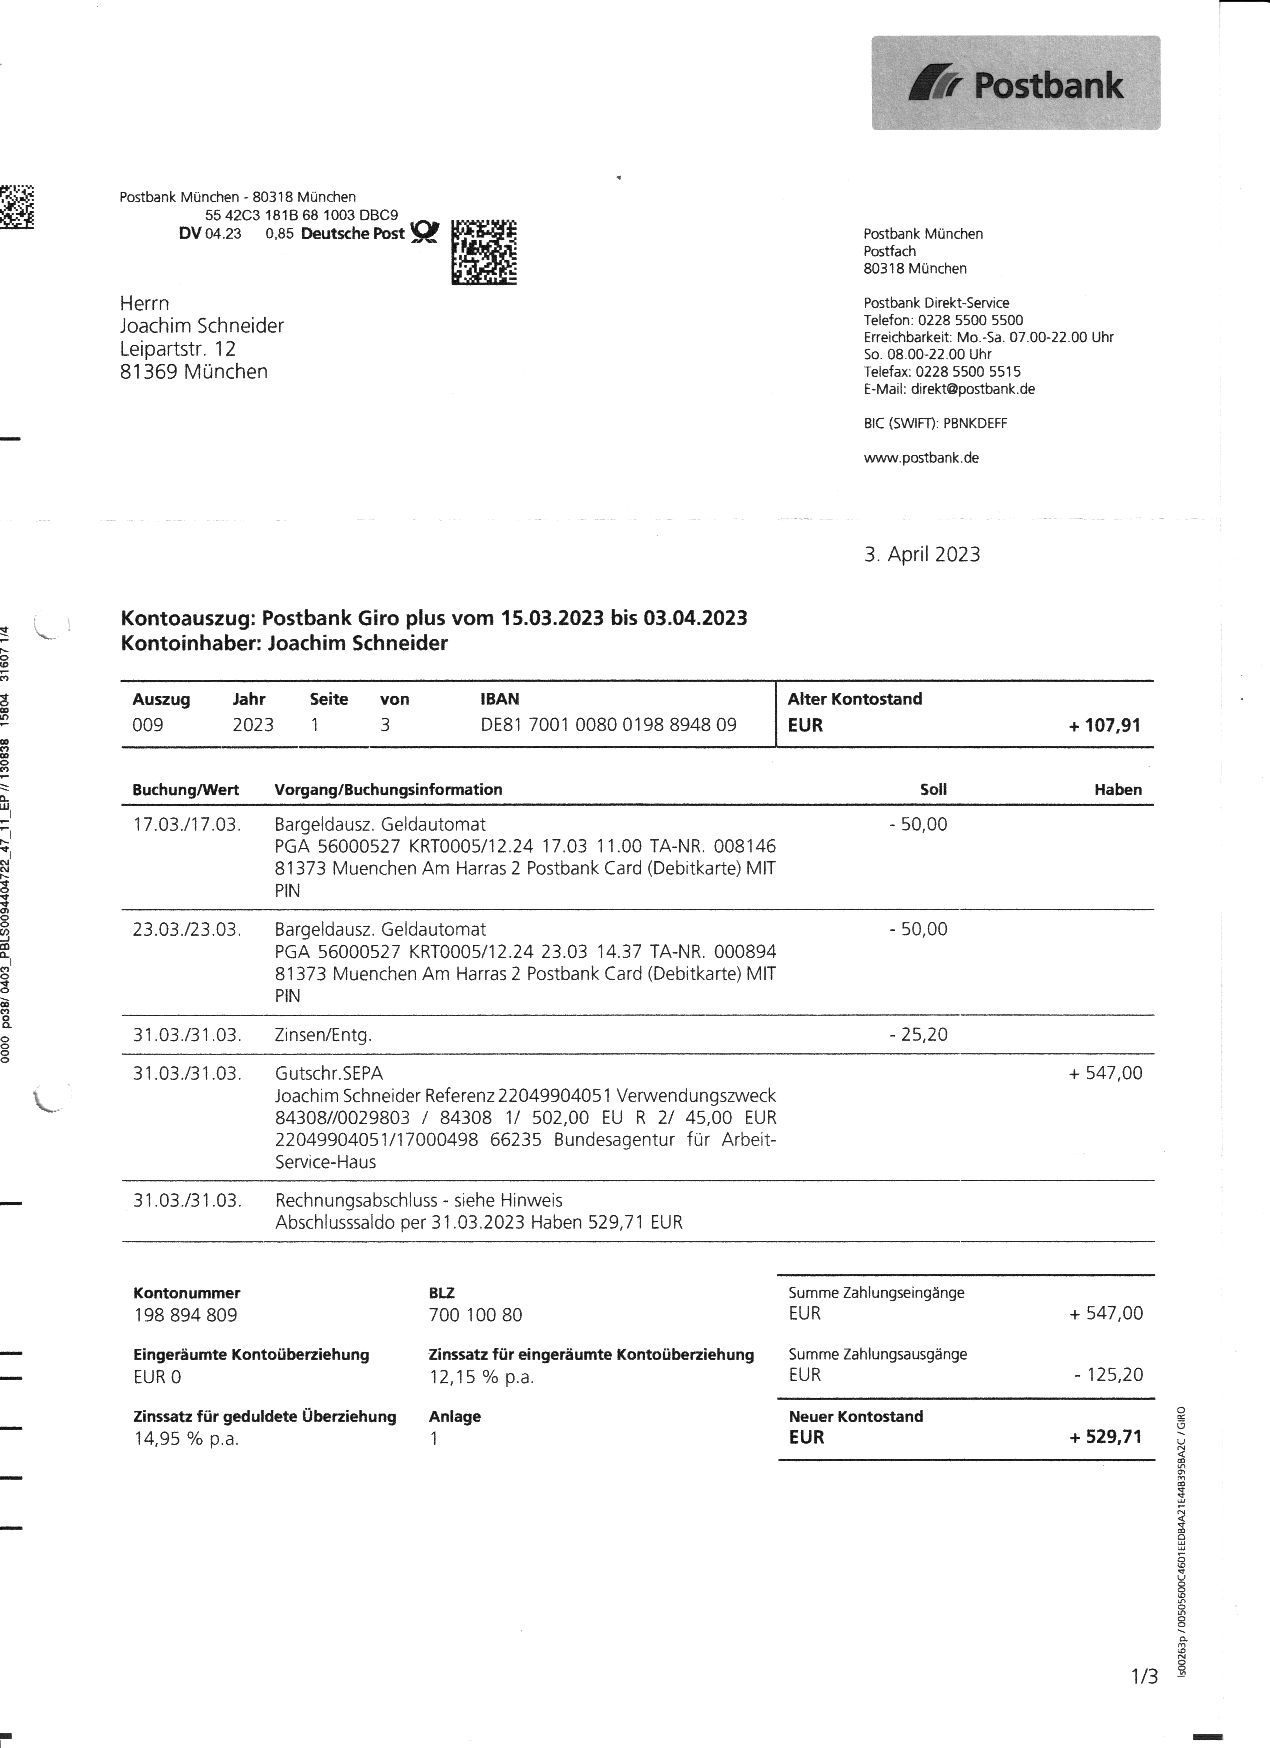 Postbank
Postbank München - 80318 München
55 42C3 181B 68 1003 DBC9
DV 04.23 0,85 Deutsche Post
Postbank München
Postfach
80318 München
Herrn
Joachim Schneider
Leipartstr. 12
81369 München
Postbank Direkt-Service
Telefon: 0228 5500 5500
Erreichbarkeit: Mo.-Sa. 07.00-22.00 Uhr
So. 08.00-22.00 Uhr
Telefax: 0228 5500 5515
E-Mail: direkt@postbank.de
BIC (SWIFT): PBNKDEFF
www.postbank.de
3. April 2023
Kontoauszug: Postbank Giro plus vom 15.03.2023 bis 03.04.2023
Kontoinhaber: Joachim Schneider
Auszug Jahr Seite von IBAN Alter Kontostand
009 2023 1 3 DE81 7001 0080 0198 8948 09 EUR + 107,91
Buchung/Wert Vorgang/Buchungsinformation Soll Haben
17.03./17.03. Bargeldausz. Geldautomat - 50,00
PGA 56000527 KRT0005/12.24 17.03 11.00 TA-NR. 008146
81373 Muenchen Am Harras 2 Postbank Card (Debitkarte) MIT
PIN
23.03./23.03. Bargeldausz. Geldautomat - 50,00
PGA 56000527 KRT0005/12.24 23.03 14.37 TA-NR. 000894
81373 Muenchen Am Harras 2 Postbank Card (Debitkarte) MIT
PIN
31.03./31.03. Zinsen/Entg. - 25,20
31.03./31.03. Gutschr.SEPA + 547,00
Joachim Schneider Referenz 22049904051 Verwendungszweck
84308//0029803 / 84308 1/ 502,00 EU R 2/ 45,00 EUR
22049904051/17000498 66235 Bundesagentur für Arbeit-
Service-Haus
31.03./31.03. Rechnungsabschluss - siehe Hinweis
Abschlusssaldo per 31.03.2023 Haben 529,71 EUR
Kontonummer BLZ Summe Zahlungseingänge
198 894 809 700 100 80 EUR + 547,00
Eingeräumte Kontoüberziehung Zinssatz für eingeräumte Kontoüberziehung Summe Zahlungsausgänge
EUR 0 12,15 % p.a. EUR - 125,20
Zinssatz für geduldete Überziehung Anlage Neuer Kontostand
14,95 % p.a. 1 EUR + 529,71
1/3